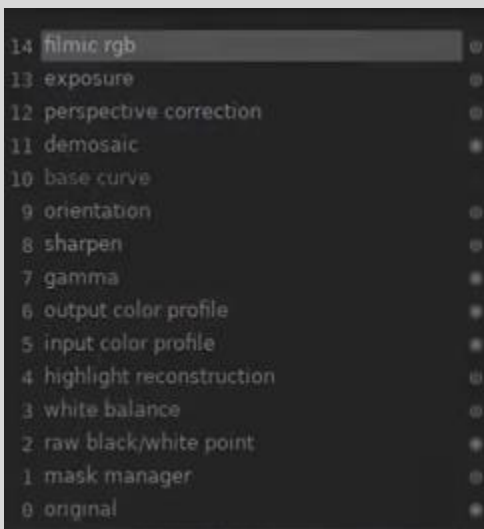 14 filmic rgb
13 exposure
12 perspective correction
11 demosaic
10 base curve
9 orientation
8 sharpen
7 gamma
6 output color profile
5 input color profile
4 highlight reconstruction
3 white balance
2 raw black/white point
1 mask manager
0 original